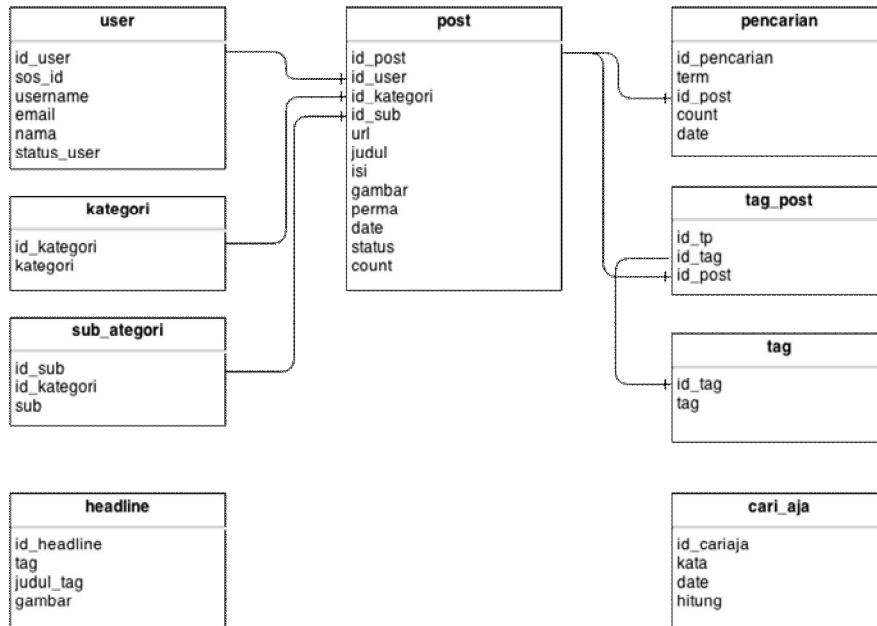 user
id_user
sos_id
username
email
nama
status_user
kategori
id_kategori
kategori
sub_ategori
id_sub
id_kategori
sub
headline
id_headline
tag
judul_tag
gambar
post
id_post
id_user
id_kategori
id_sub
url
judul
isi
gambar
perma
date
status
count
pencarian
id_pencarian
term
id_post
count
date
tag_post
id_tp
id_tag
id_post
tag
id_tag
tag
cari_aja
id_cariaja
kata
date
hitung